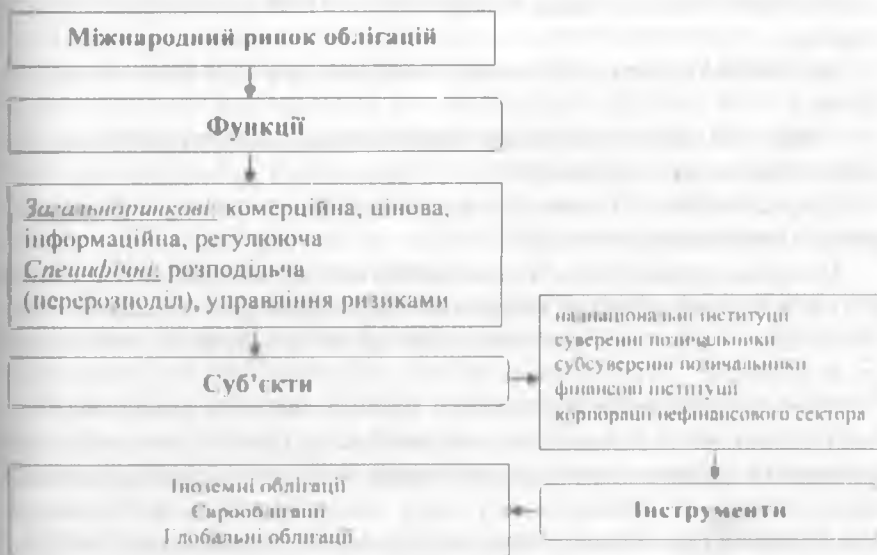 Міжнародний ринок облігацій
Функції
Загальноринкові: комерційна, цінова,
інформаційна, регулююча
Специфічні: розподільча
(перерозподіл), управління ризиками
Суб'єкти
наднаціональні інституції
суверенні позичальники
субсуверенні позичальники
фінансові інституції
корпорації нефінансового сектора
Інструменти
Іноземні облігації
Єврооблігації
Глобальні облігації